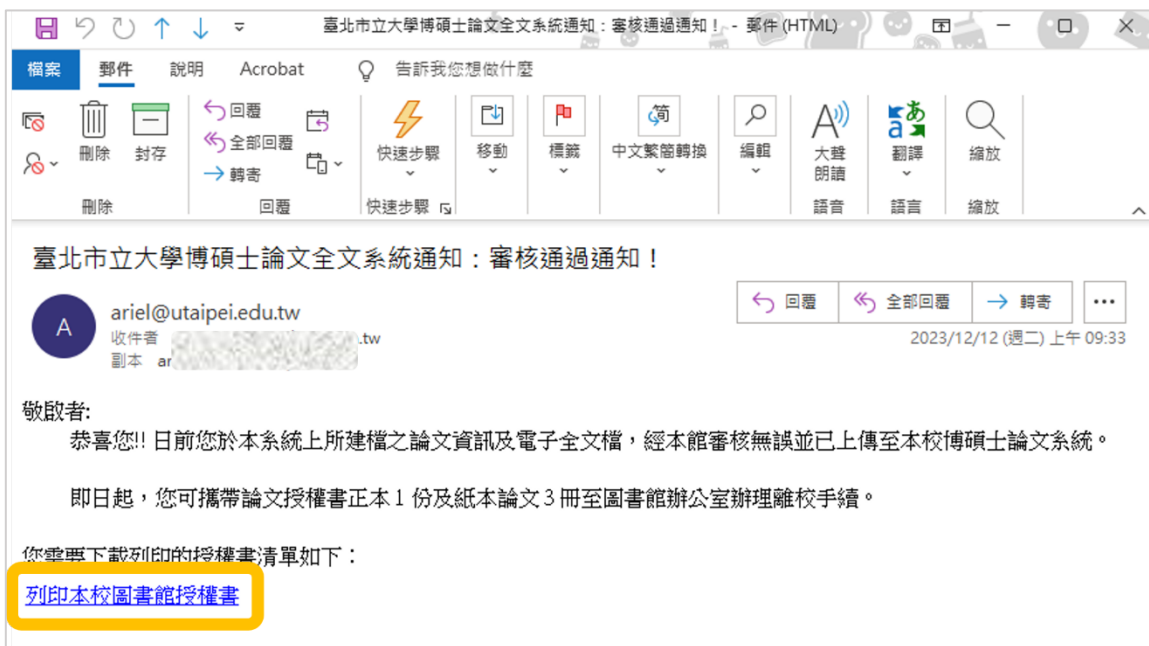 臺北市立大學博碩士論文全文系統通知：審核通過通知！ - 郵件 (HTML)
檔案 郵件 說明 Acrobat 告訴我您想做什麼
刪除 封存 回覆 全部回覆 轉寄 快速步驟 移動 標籤 中文繁簡轉換 編輯 大聲朗讀 翻譯 縮放
刪除 回覆 快速步驟 語音 語言 縮放
臺北市立大學博碩士論文全文系統通知：審核通過通知！
A
ariel@utaipei.edu.tw
回覆 全部回覆 轉寄
收件者 .tw
2023/12/12 (週二) 上午 09:33
副本 ar
敬啟者:
恭喜您!! 日前您於本系統上所建檔之論文資訊及電子全文檔，經本館審核無誤並已上傳至本校博碩士論文系統。
即日起，您可攜帶論文授權書正本 1 份及紙本論文 3 冊至圖書館辦公室辦理離校手續。
您需要下載列印的授權書清單如下：
列印本校圖書館授權書